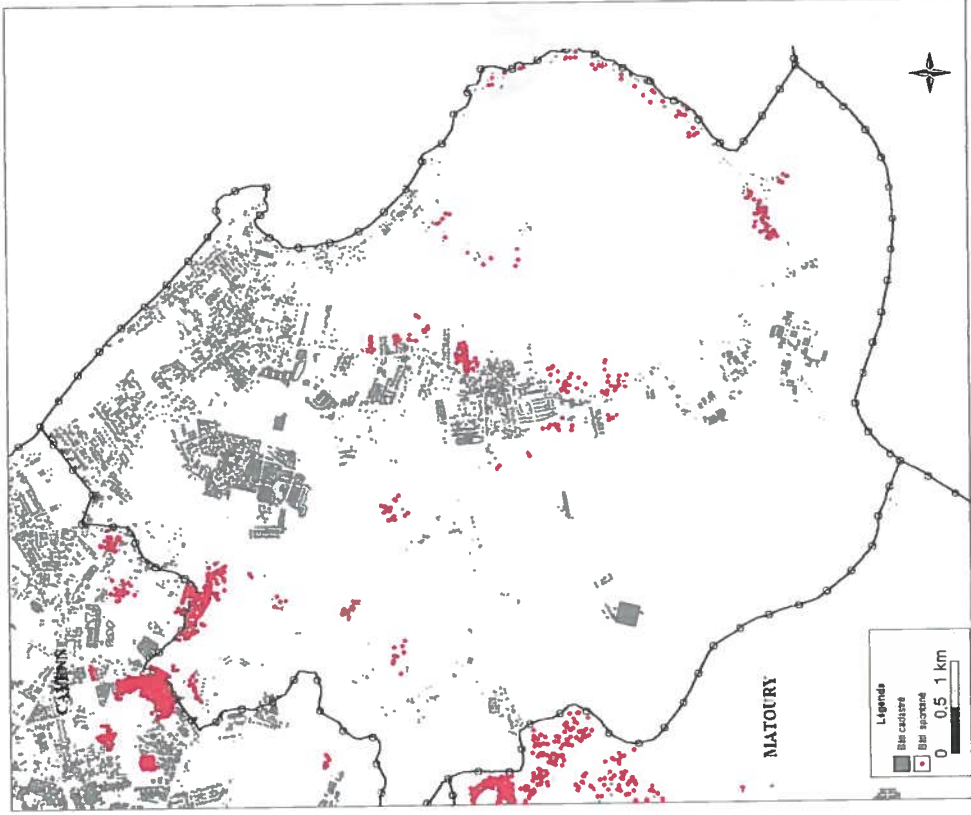 CAYENNE
MATOURY
Légende
Bâti cadastré
Bâti spontané
0 0.5 1 km